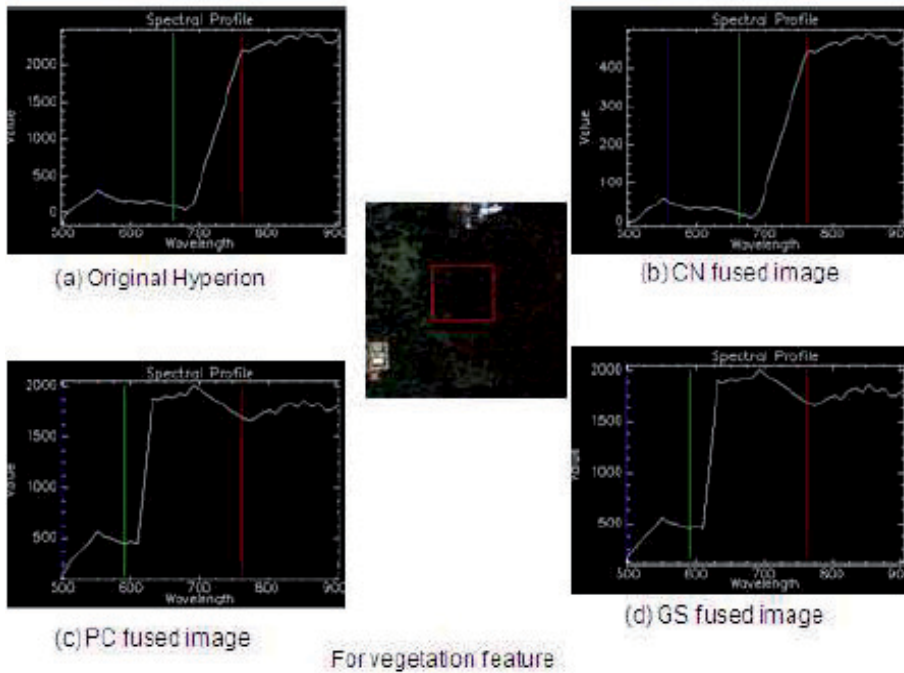 Spectral Profile
Value
2000
1500
1000
500
0
500 600 700 800 900
Wavelength
(a) Original Hyperion
Spectral Profile
Value
400
300
200
100
0
500 600 700 800 900
Wavelength
(b) CN fused image
Spectral Profile
Value
2000
1500
1000
500
500 600 700 800 900
Wavelength
(c) PC fused image
Spectral Profile
Value
2000
1500
1000
500
500 600 700 800 900
Wavelength
(d) GS fused image
For vegetation feature